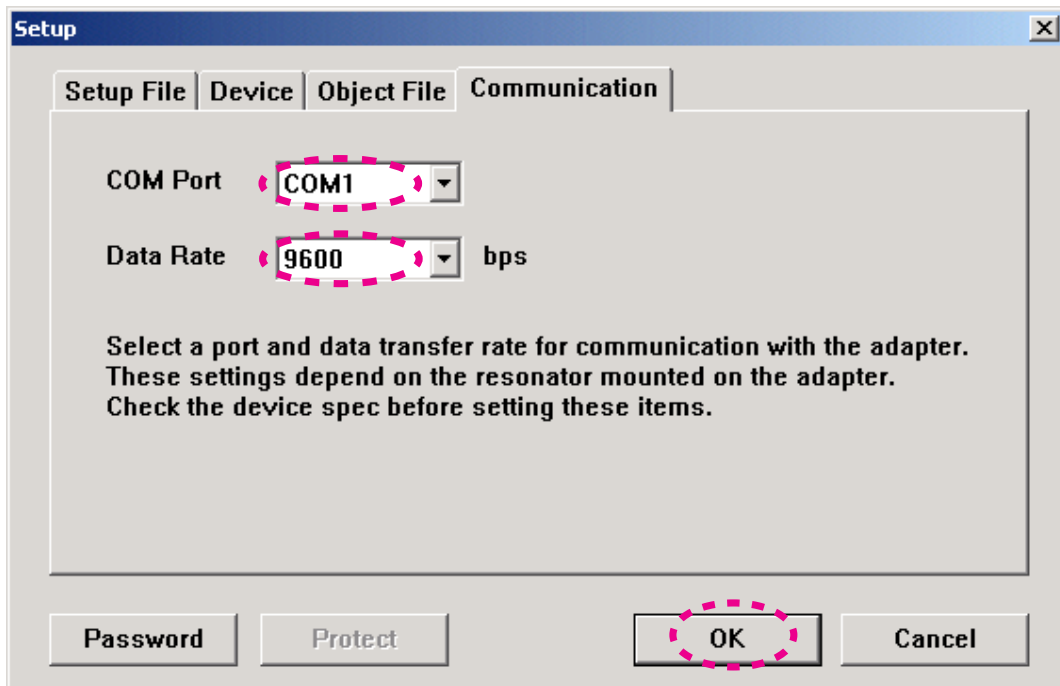 Setup
Setup File Device Object File Communication
COM Port COM1
Data Rate 9600 bps
Select a port and data transfer rate for communication with the adapter.
These settings depend on the resonator mounted on the adapter.
Check the device spec before setting these items.
Password Protect OK Cancel